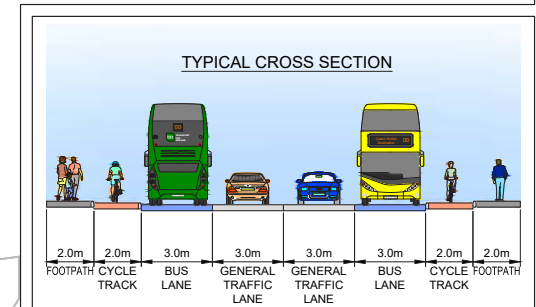 TYPICAL CROSS SECTION
2.0m 2.0m 3.0m 3.0m 3.0m 3.0m 2.0m 2.0m
FOOTPATH CYCLE TRACK BUS LANE GENERAL TRAFFIC LANE GENERAL TRAFFIC LANE BUS LANE CYCLE TRACK FOOTPATH